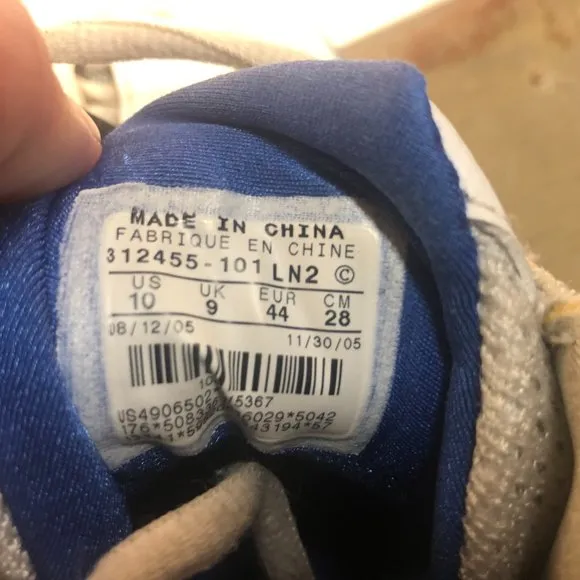 MADE IN CHINA
FABRIQUE EN CHINE
312455-101 LN2 ©
US UK EUR CM
10 9 44 28
08/12/05 11/30/05
5367